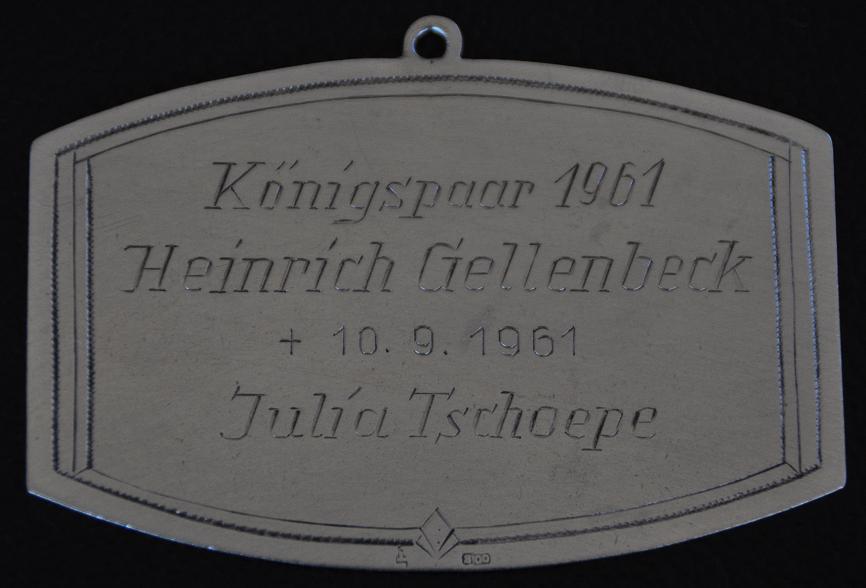 Königspaar 1961
Heinrich Gellenbeck
+ 10. 9. 1961
Julia Tschoepe